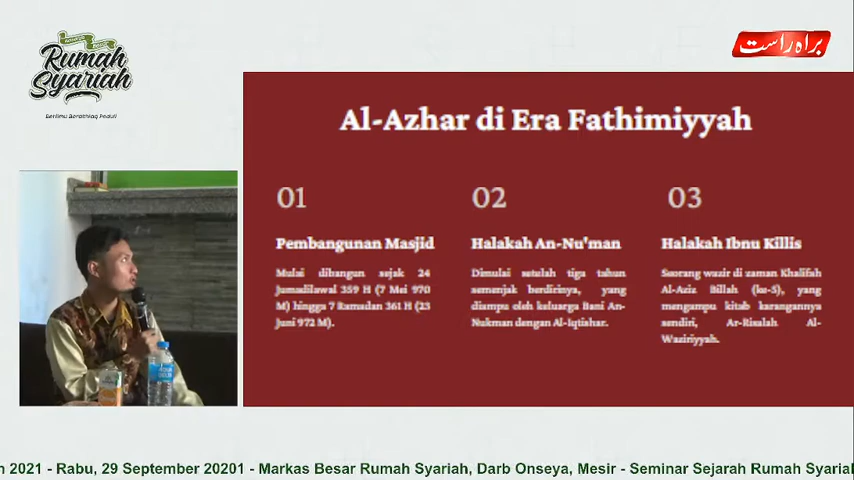 Rumah
Syariah
Berilmu Berakhlaq Peduli
براہ راست
Al-Azhar di Era Fathimiyyah
01
Pembangunan Masjid
Mulai dibangun sejak 24
Jumadilawal 359 H (7 Mei 970
M) hingga 7 Ramadan 361 H (23
Juni 972 M).
02
Halakah An-Nu'man
Dimulai setelah tiga tahun
semenjak berdirinya, yang
diampu oleh keluarga Bani An-
Nukman dengan Al-Iqtishar.
03
Halakah Ibnu Killis
Seorang wazir di zaman Khalifah
Al-Aziz Billah (ke-5), yang
mengampu kitab karangannya
sendiri, Ar-Risalah Al-
Waziriyyah.
n 2021 - Rabu, 29 September 20201 - Markas Besar Rumah Syariah, Darb Onseya, Mesir - Seminar Sejarah Rumah Syariah